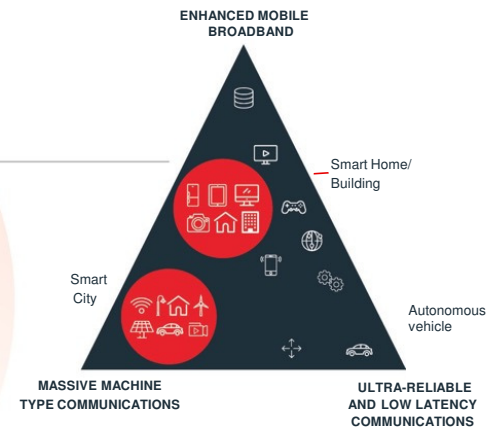 ENHANCED MOBILE
BROADBAND
Smart Home/
Building
Smart
City
Autonomous
vehicle
MASSIVE MACHINE
TYPE COMMUNICATIONS
ULTRA-RELIABLE
AND LOW LATENCY
COMMUNICATIONS